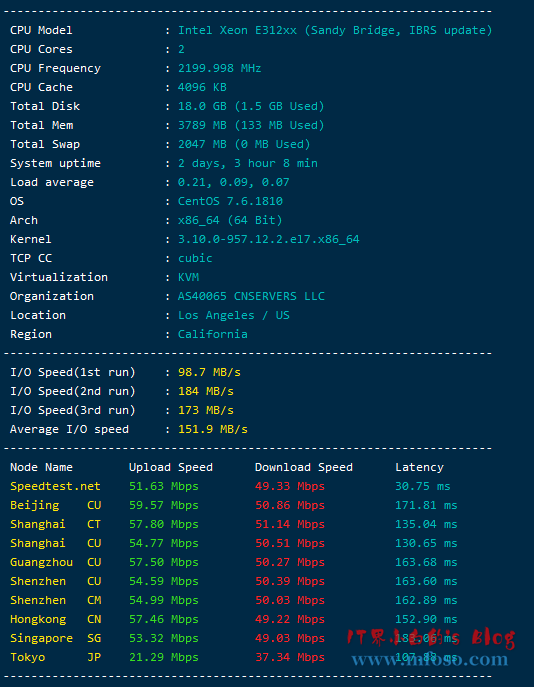 CPU Model : Intel Xeon E312xx (Sandy Bridge, IBRS update)
CPU Cores : 2
CPU Frequency : 2199.998 MHz
CPU Cache : 4096 KB
Total Disk : 18.0 GB (1.5 GB Used)
Total Mem : 3789 MB (133 MB Used)
Total Swap : 2047 MB (0 MB Used)
System uptime : 2 days, 3 hour 8 min
Load average : 0.21, 0.09, 0.07
OS : CentOS 7.6.1810
Arch : x86_64 (64 Bit)
Kernel : 3.10.0-957.12.2.el7.x86_64
TCP CC : cubic
Virtualization : KVM
Organization : AS40065 CNSERVERS LLC
Location : Los Angeles / US
Region : California
I/O Speed(1st run) : 98.7 MB/s
I/O Speed(2nd run) : 184 MB/s
I/O Speed(3rd run) : 173 MB/s
Average I/O speed : 151.9 MB/s
Node Name Upload Speed Download Speed Latency
Speedtest.net 51.63 Mbps 49.33 Mbps 30.75 ms
Beijing CU 59.57 Mbps 50.86 Mbps 171.81 ms
Shanghai CT 57.80 Mbps 51.14 Mbps 135.04 ms
Shanghai CU 54.77 Mbps 50.51 Mbps 130.65 ms
Guangzhou CU 57.50 Mbps 50.27 Mbps 163.68 ms
Shenzhen CU 54.59 Mbps 50.39 Mbps 163.60 ms
Shenzhen CM 54.99 Mbps 50.03 Mbps 162.89 ms
Hongkong CN 57.46 Mbps 49.22 Mbps 152.90 ms
Singapore SG 53.32 Mbps 49.03 Mbps ms
Tokyo JP 21.29 Mbps 37.34 Mbps 107.88 ms
Blog